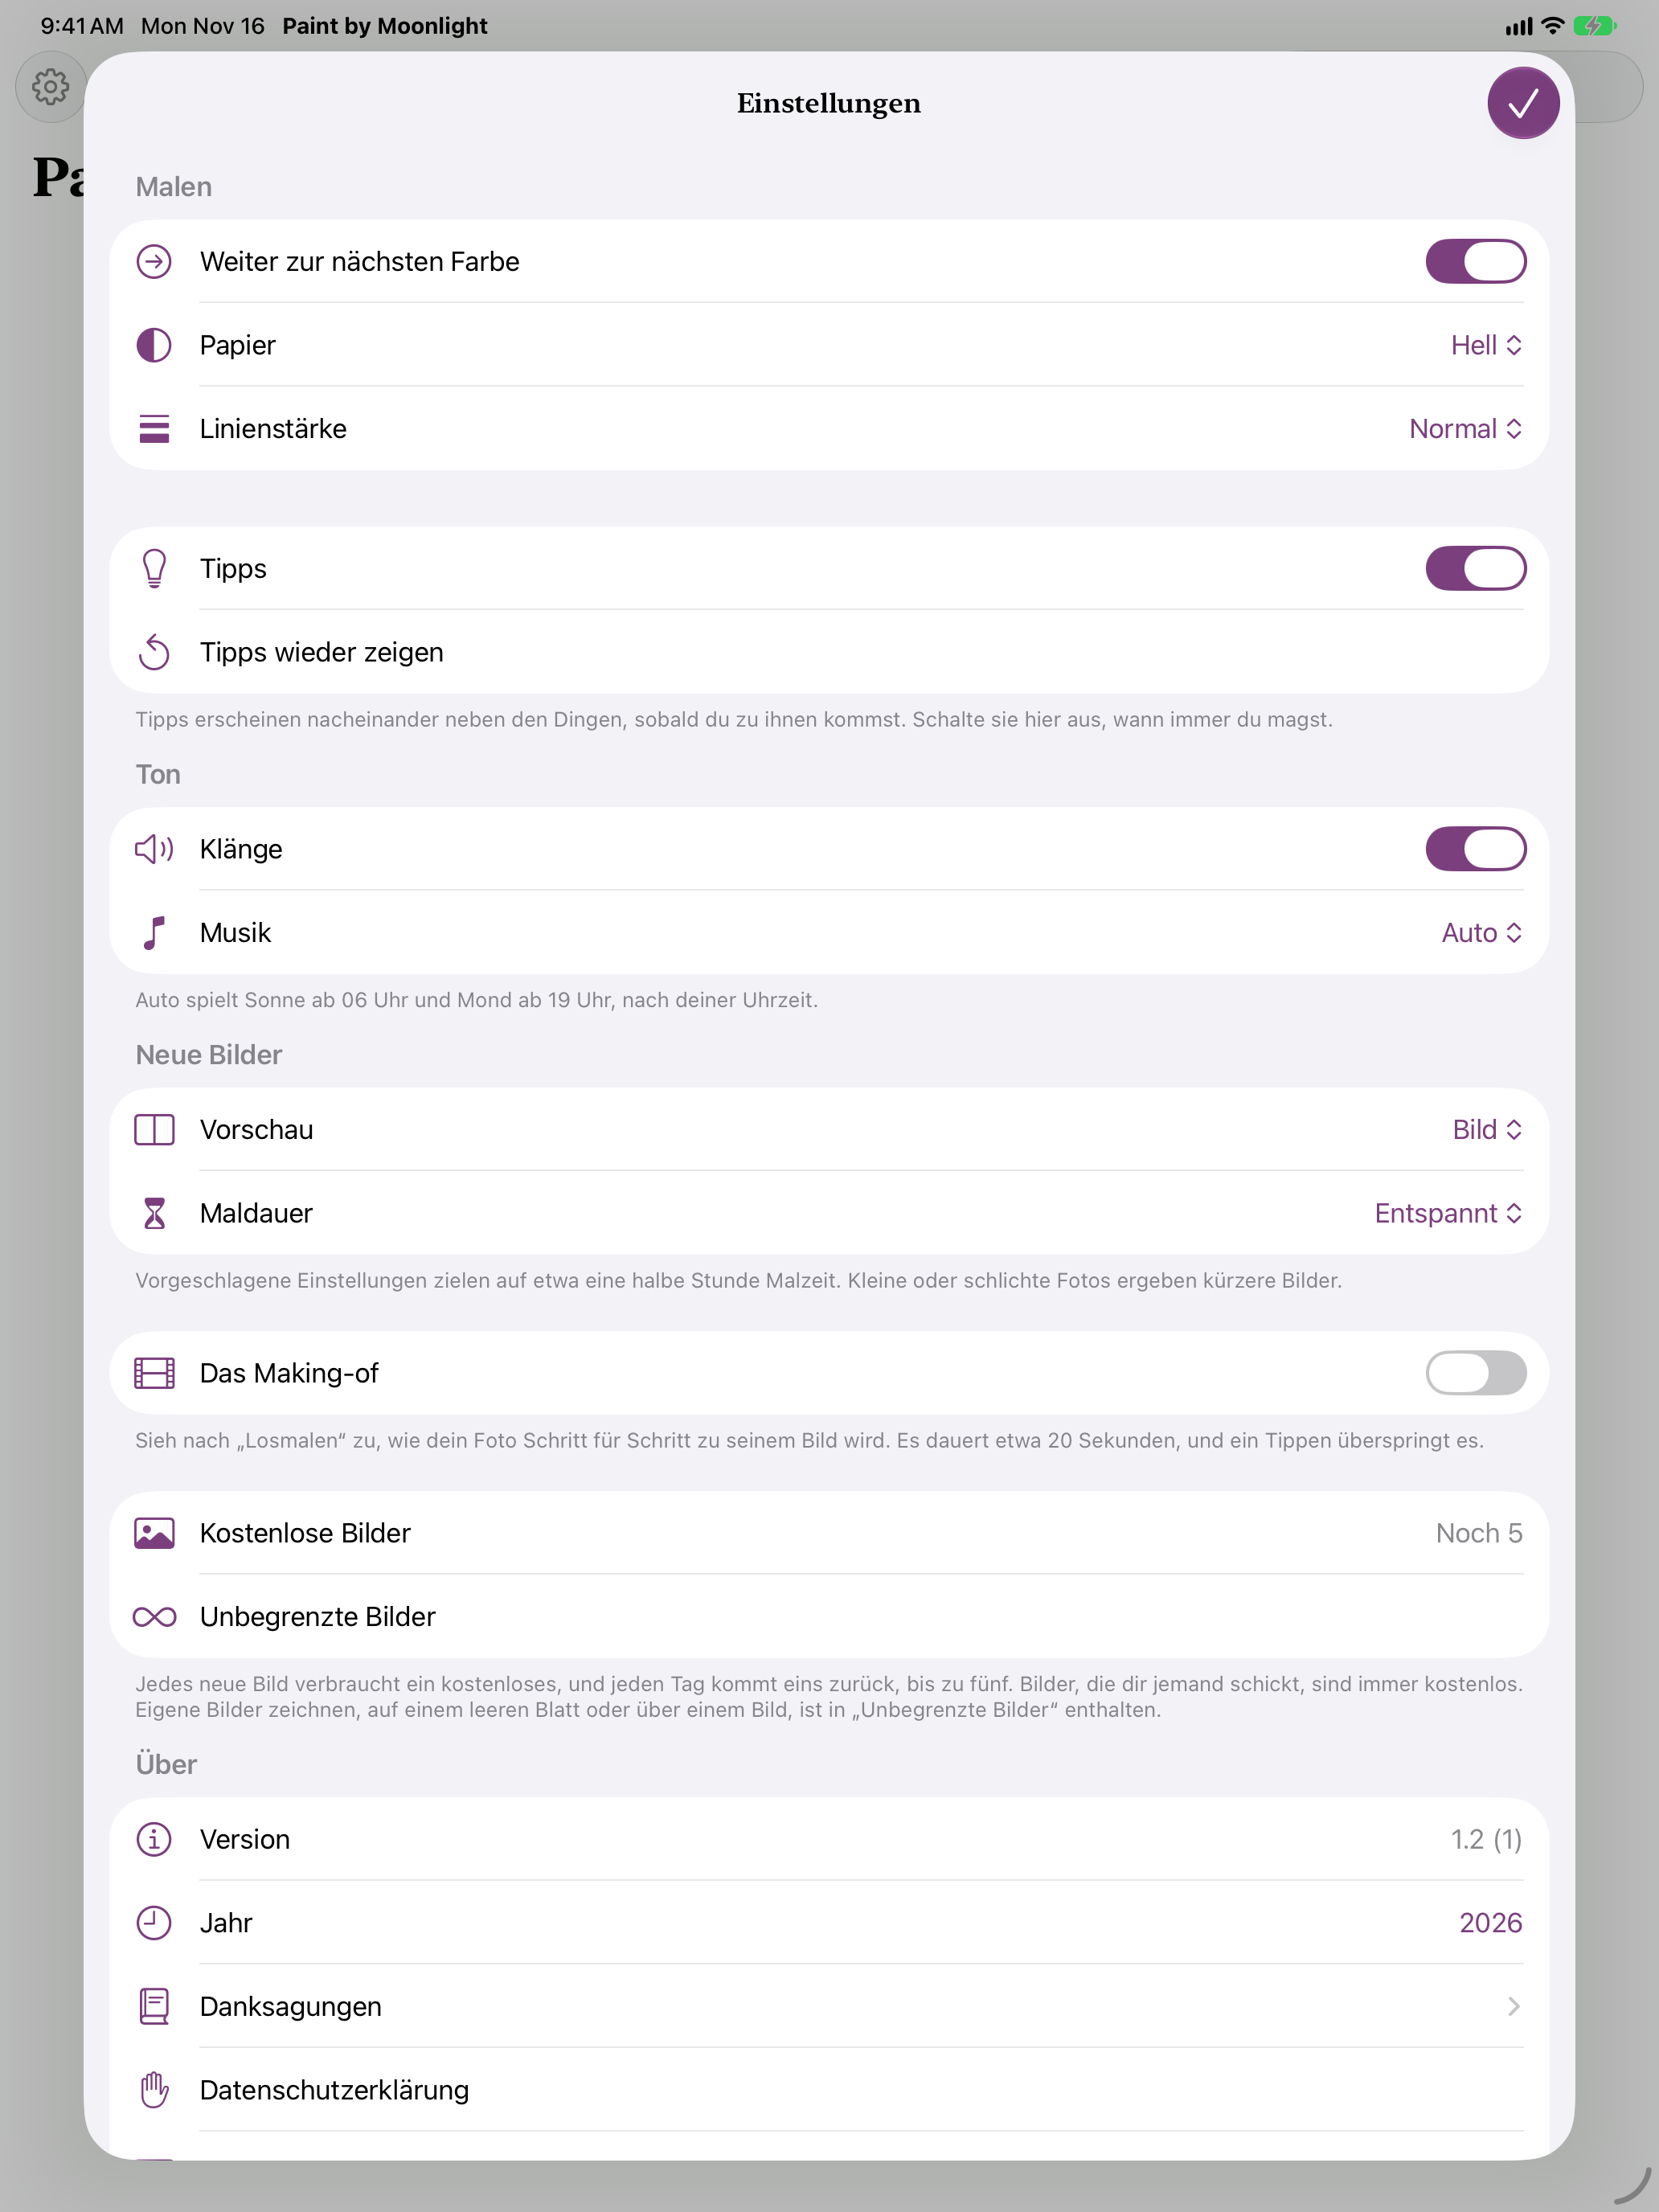 9:41 AM Mon Nov 16 Paint by Moonlight
Einstellungen
Malen
Weiter zur nächsten Farbe
Papier Hell
Linienstärke Normal
Tipps
Tipps wieder zeigen
Tipps erscheinen nacheinander neben den Dingen, sobald du zu ihnen kommst. Schalte sie hier aus, wann immer du magst.
Ton
Klänge
Musik Auto
Auto spielt Sonne ab 06 Uhr und Mond ab 19 Uhr, nach deiner Uhrzeit.
Neue Bilder
Vorschau Bild
Maldauer Entspannt
Vorgeschlagene Einstellungen zielen auf etwa eine halbe Stunde Malzeit. Kleine oder schlichte Fotos ergeben kürzere Bilder.
Das Making-of
Sieh nach „Losmalen“ zu, wie dein Foto Schritt für Schritt zu seinem Bild wird. Es dauert etwa 20 Sekunden, und ein Tippen überspringt es.
Kostenlose Bilder Noch 5
Unbegrenzte Bilder
Jedes neue Bild verbraucht ein kostenloses, und jeden Tag kommt eins zurück, bis zu fünf. Bilder, die dir jemand schickt, sind immer kostenlos.
Eigene Bilder zeichnen, auf einem leeren Blatt oder über einem Bild, ist in „Unbegrenzte Bilder“ enthalten.
Über
Version 1.2 (1)
Jahr 2026
Danksagungen
Datenschutzerklärung